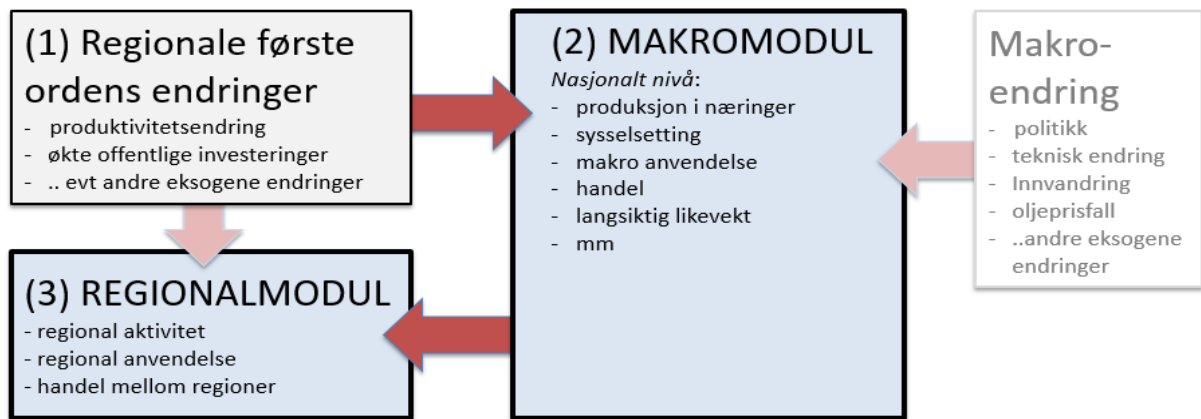 (1) Regionale første
ordens endringer
- produktivitetsendring
- økte offentlige investeringer
- .. evt andre eksogene endringer
(2) MAKROMODUL
Nasjonalt nivå:
- produksjon i næringer
- sysselsetting
- makro anvendelse
- handel
- langsiktig likevekt
- mm
Makro-
endring
- politikk
- teknisk endring
- Innvandring
- oljeprisfall
- ..andre eksogene
endringer
(3) REGIONALMODUL
- regional aktivitet
- regional anvendelse
- handel mellom regioner